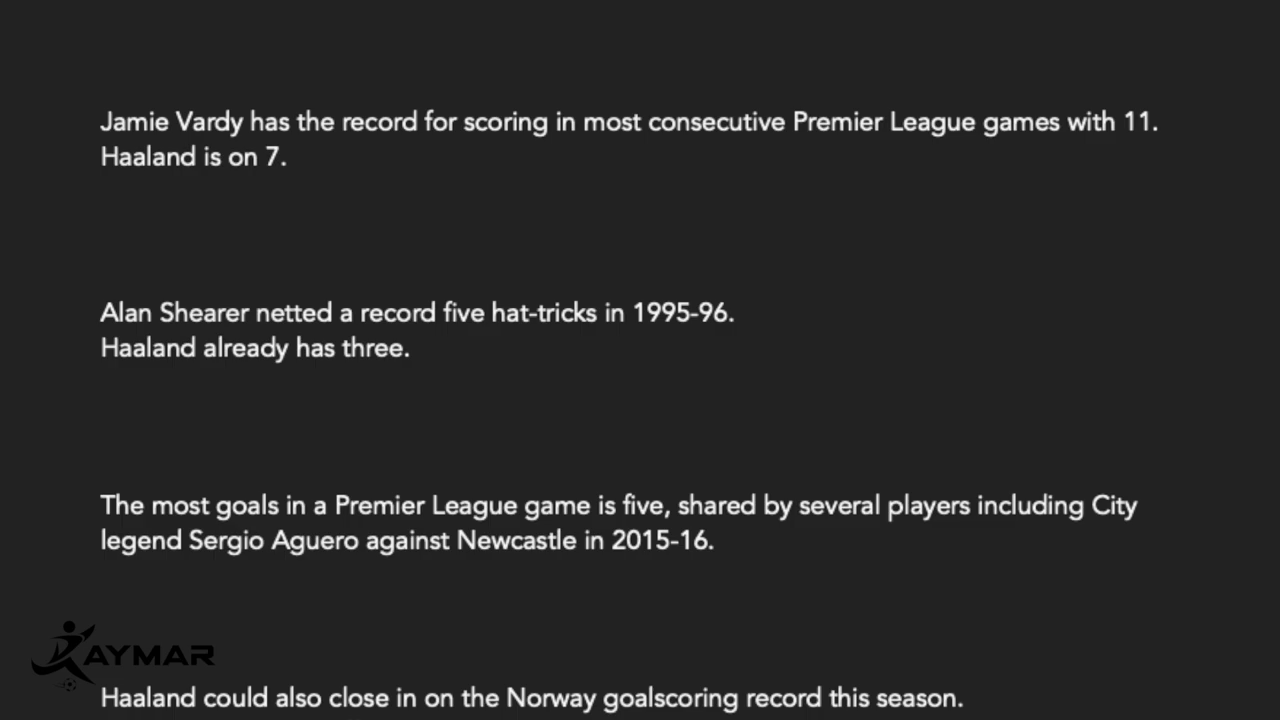 Jamie Vardy has the record for scoring in most consecutive Premier League games with 11.
Haaland is on 7.
Alan Shearer netted a record five hat-tricks in 1995-96.
Haaland already has three.
The most goals in a Premier League game is five, shared by several players including City
legend Sergio Aguero against Newcastle in 2015-16.
KAYMAR
Haaland could also close in on the Norway goalscoring record this season.